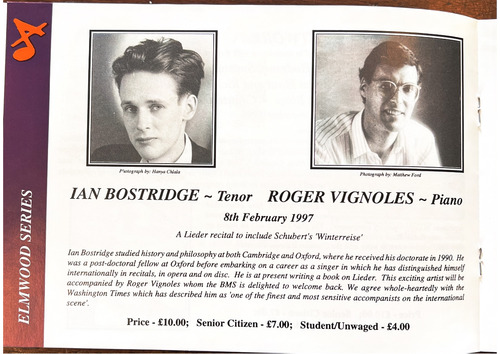 ELMWOOD SERIES
Photograph by: Hanya Chlala
Photograph by: Matthew Ford
IAN BOSTRIDGE ~ Tenor ROGER VIGNOLES ~ Piano
8th February 1997
A Lieder recital to include Schubert's 'Winterreise'
Ian Bostridge studied history and philosophy at both Cambridge and Oxford, where he received his doctorate in 1990. He
was a post-doctoral fellow at Oxford before embarking on a career as a singer in which he has distinguished himself
internationally in recitals, in opera and on disc. He is at present writing a book on Lieder. This exciting artist will be
accompanied by Roger Vignoles whom the BMS is delighted to welcome back. We agree whole-heartedly with the
Washington Times which has described him as 'one of the finest and most sensitive accompanists on the international
scene'.
Price - £10.00; Senior Citizen - £7.00; Student/Unwaged - £4.00